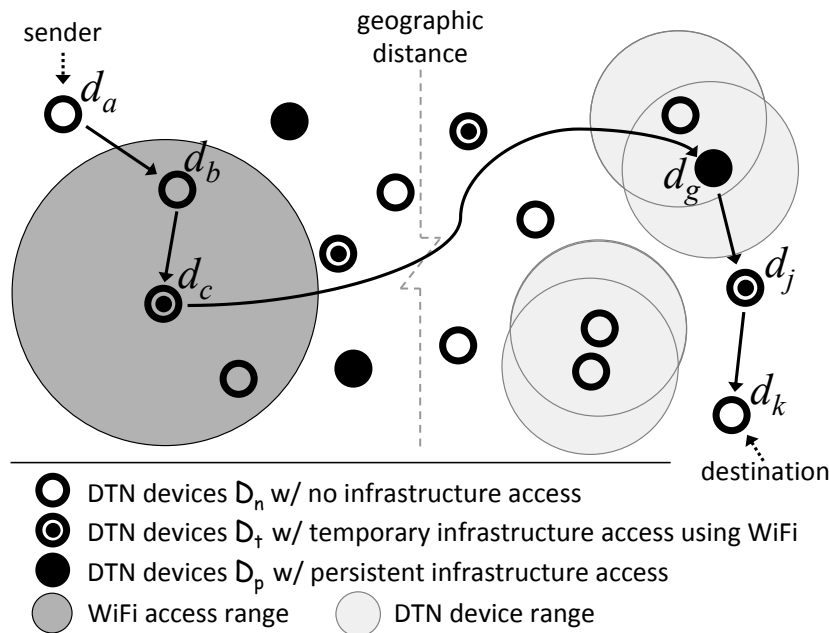 sender
geographic
distance
d_a
d_b
d_g
d_c
d_j
d_k
destination
DTN devices D_n w/ no infrastructure access
DTN devices D_t w/ temporary infrastructure access using WiFi
DTN devices D_p w/ persistent infrastructure access
WiFi access range
DTN device range